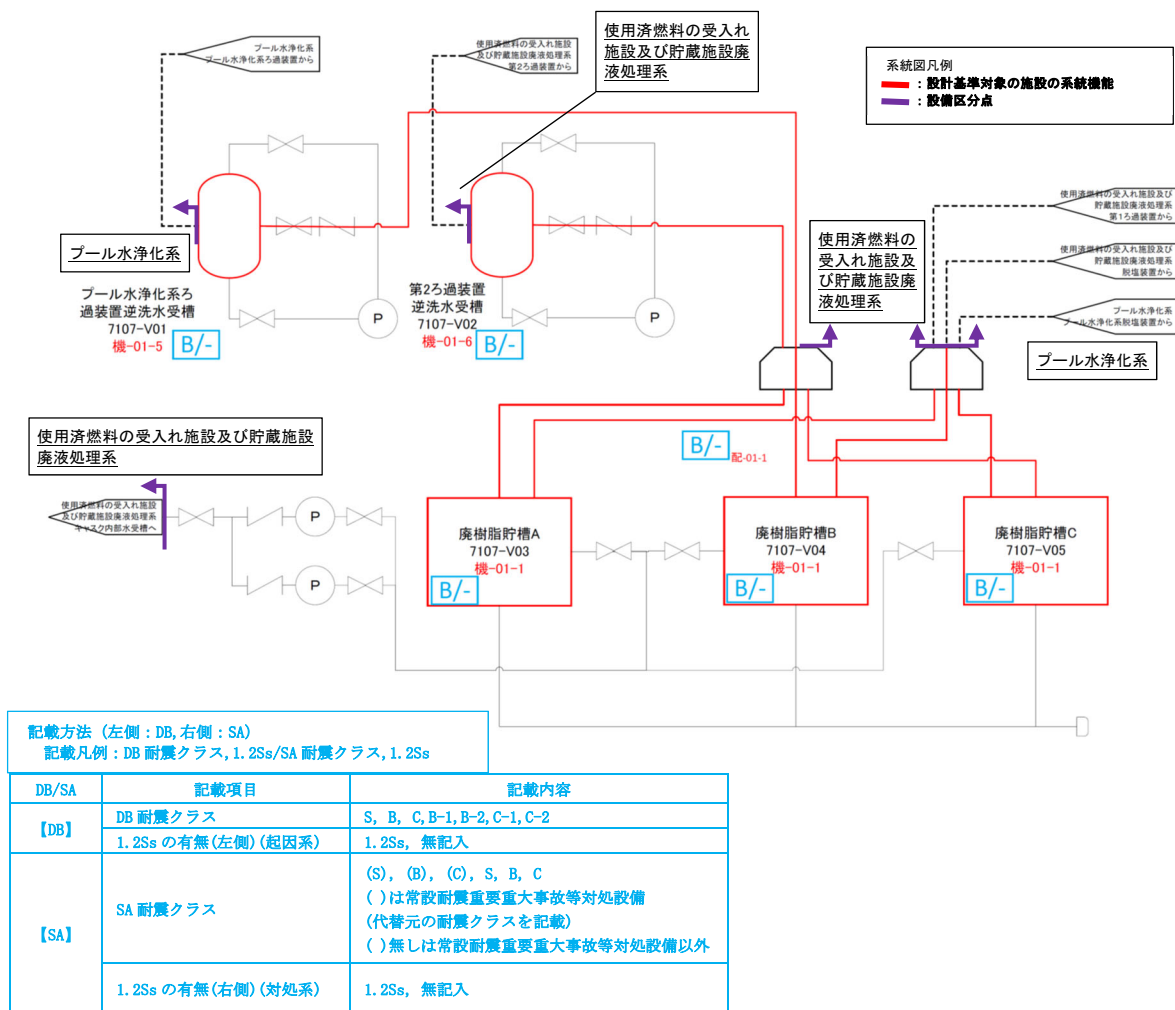 プール水浄化系
プール水浄化系ろ過装置から
使用済燃料の受入れ施設
及び貯蔵施設廃液処理系
第2ろ過装置から
使用済燃料の受入れ
施設及び貯蔵施設廃
液処理系
系統図凡例
：設計基準対象の施設の系統機能
：設備区分点
使用済燃料の受入れ施設及び
貯蔵施設廃液処理系
第1ろ過装置から
使用済燃料の受入れ施設及び
貯蔵施設廃液処理系
脱塩装置から
プール水浄化系
プール水浄化系脱塩装置から
プール水浄化系
使用済燃料の
受入れ施設及
び貯蔵施設廃
液処理系
プール水浄化系
プール水浄化系ろ
過装置逆洗水受槽
7107-V01
機-01-5
B/-
P
第2ろ過装置
逆洗水受槽
7107-V02
機-01-6
B/-
P
使用済燃料の受入れ施設及び貯蔵施設
廃液処理系
使用済燃料の受入れ施設
及び貯蔵施設廃液処理系
キャスク内部水受槽へ
P
P
B/-
配-01-1
廃樹脂貯槽A
7107-V03
機-01-1
B/-
廃樹脂貯槽B
7107-V04
機-01-1
B/-
廃樹脂貯槽C
7107-V05
機-01-1
B/-
記載方法（左側：DB,右側：SA）
記載凡例：DB 耐震クラス,1.2Ss/SA 耐震クラス,1.2Ss
DB/SA 記載項目 記載内容
【DB】 DB 耐震クラス S, B, C,B-1,B-2,C-1,C-2
1.2Ss の有無(左側)(起因系) 1.2Ss, 無記入
【SA】 SA 耐震クラス (S), (B), (C), S, B, C
( )は常設耐震重要重大事故等対処設備
(代替元の耐震クラスを記載)
( )無しは常設耐震重要重大事故等対処設備以外
1.2Ss の有無(右側)(対処系) 1.2Ss, 無記入